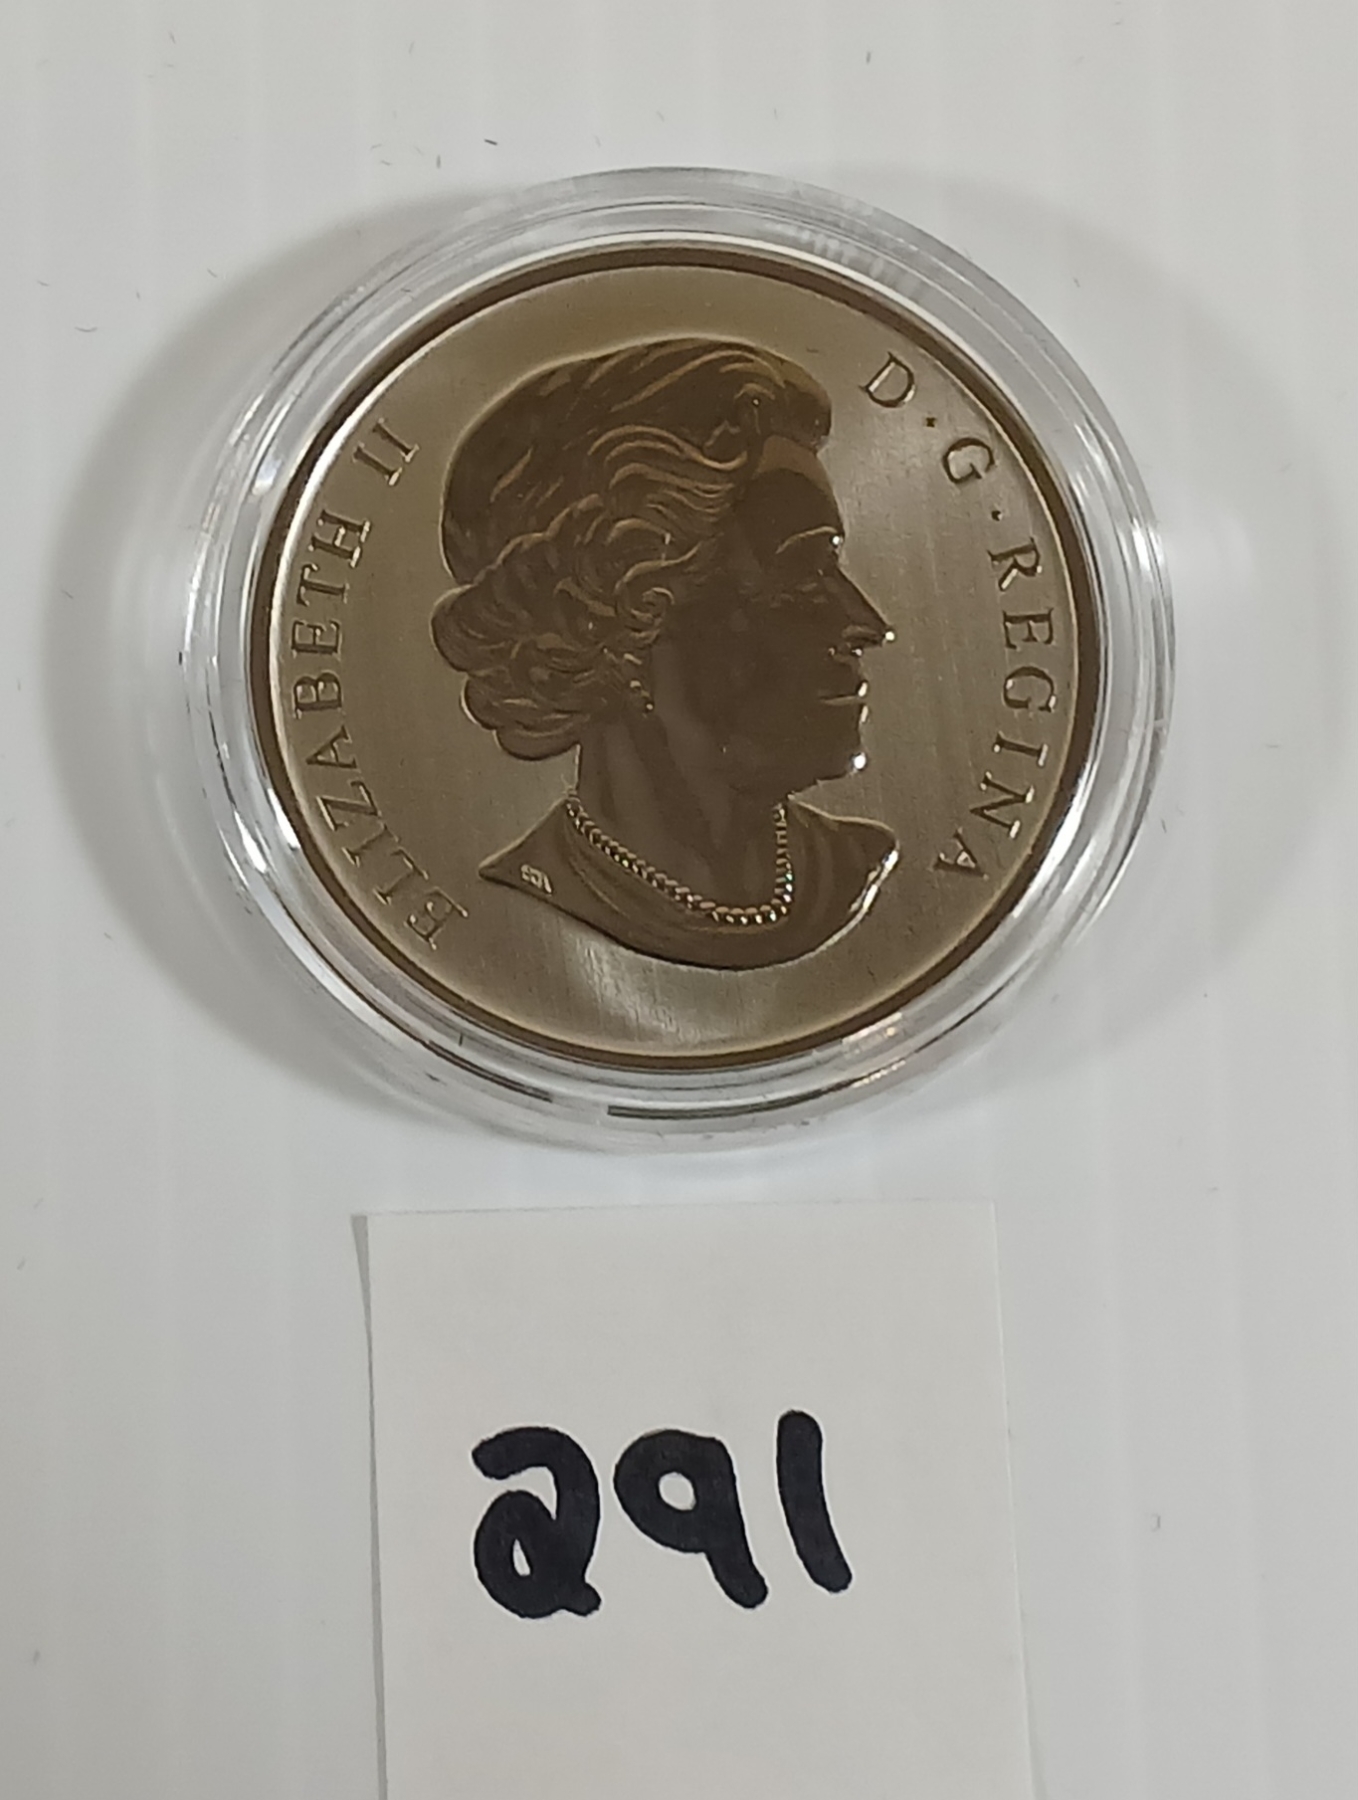 ELIZABETH II
D·G·REGINA
291